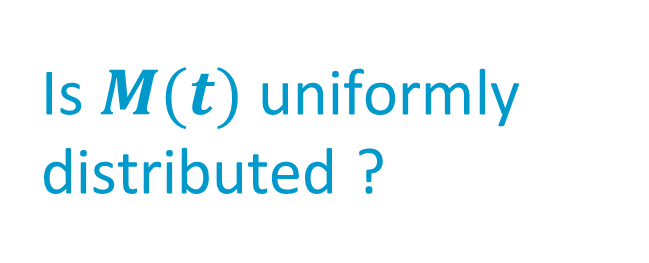 Is M(t) uniformly
distributed ?